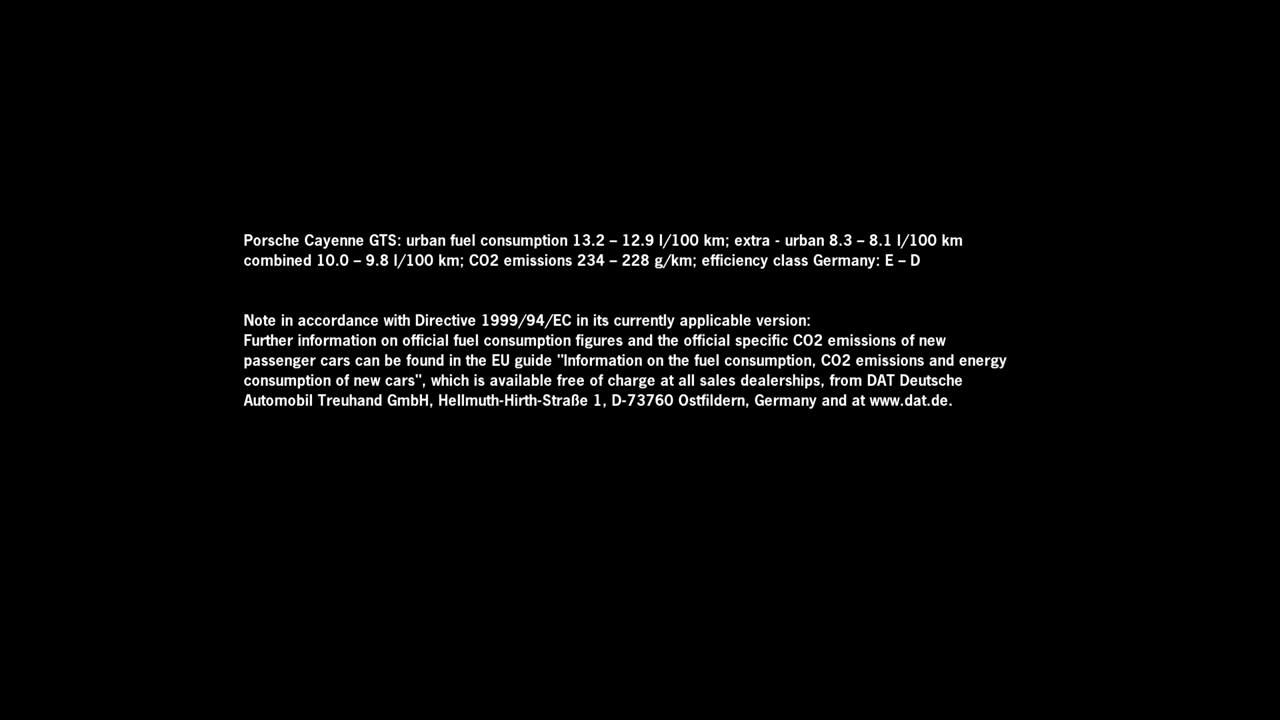 Porsche Cayenne GTS: urban fuel consumption 13.2 – 12.9 l/100 km; extra - urban 8.3 – 8.1 l/100 km
combined 10.0 – 9.8 l/100 km; CO2 emissions 234 – 228 g/km; efficiency class Germany: E – D
Note in accordance with Directive 1999/94/EC in its currently applicable version:
Further information on official fuel consumption figures and the official specific CO2 emissions of new
passenger cars can be found in the EU guide "Information on the fuel consumption, CO2 emissions and energy
consumption of new cars", which is available free of charge at all sales dealerships, from DAT Deutsche
Automobil Treuhand GmbH, Hellmuth-Hirth-Straße 1, D-73760 Ostfildern, Germany and at www.dat.de.